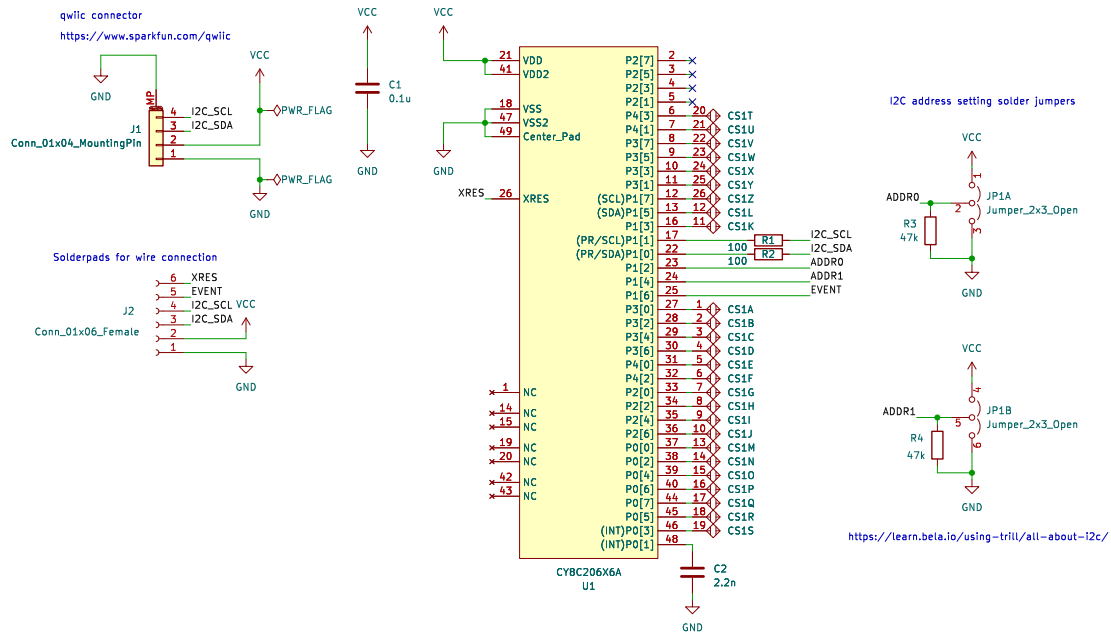 qwiic connector
https://www.sparkfun.com/qwiic
VCC
GND
MP
J1
Conn_01x04_MountingPin
4 I2C_SCL
3 I2C_SDA
2
1
PWR_FLAG
PWR_FLAG
GND
VCC
C1
0.1u
GND
VCC
GND
Solderpads for wire connection
J2
Conn_01x06_Female
6 XRES
5 EVENT
4 I2C_SCL
3 I2C_SDA
2
1
VCC
GND
21 VDD
41 VDD2
18 VSS
47 VSS2
49 Center_Pad
XRES 26 XRES
1 NC
14 NC
15 NC
19 NC
20 NC
42 NC
43 NC
P2[7] 2
P2[5] 3
P2[3] 4
P2[1] 5
P4[3] 6 20 CS1T
P4[1] 7 21 CS1U
P3[7] 8 22 CS1V
P3[5] 9 23 CS1W
P3[3] 10 24 CS1X
P3[1] 11 25 CS1Y
(SCL)P1[7] 12 26 CS1Z
(SDA)P1[5] 13 12 CS1L
P1[3] 16 11 CS1K
(PR/SCL)P1[1] 17 R1 I2C_SCL
100
(PR/SDA)P1[0] 22 R2 I2C_SDA
100
P1[2] 23 ADDR0
P1[4] 24 ADDR1
P1[6] 25 EVENT
P3[0] 27 1 CS1A
P3[2] 28 2 CS1B
P3[4] 29 3 CS1C
P3[6] 30 4 CS1D
P4[0] 31 5 CS1E
P4[2] 32 6 CS1F
P2[0] 33 7 CS1G
P2[2] 34 8 CS1H
P2[4] 35 9 CS1I
P2[6] 36 10 CS1J
P0[0] 37 13 CS1M
P0[2] 38 14 CS1N
P0[4] 39 15 CS1O
P0[6] 40 16 CS1P
P0[7] 44 17 CS1Q
P0[5] 45 18 CS1R
(INT)P0[3] 46 19 CS1S
(INT)P0[1] 48
CY8C206X6A
U1
C2
2.2n
GND
I2C address setting solder jumpers
VCC
ADDR0
R3
47k
1
2
3
JP1A
Jumper_2x3_Open
GND
VCC
ADDR1
R4
47k
4
5
6
JP1B
Jumper_2x3_Open
GND
https://learn.bela.io/using-trill/all-about-i2c/